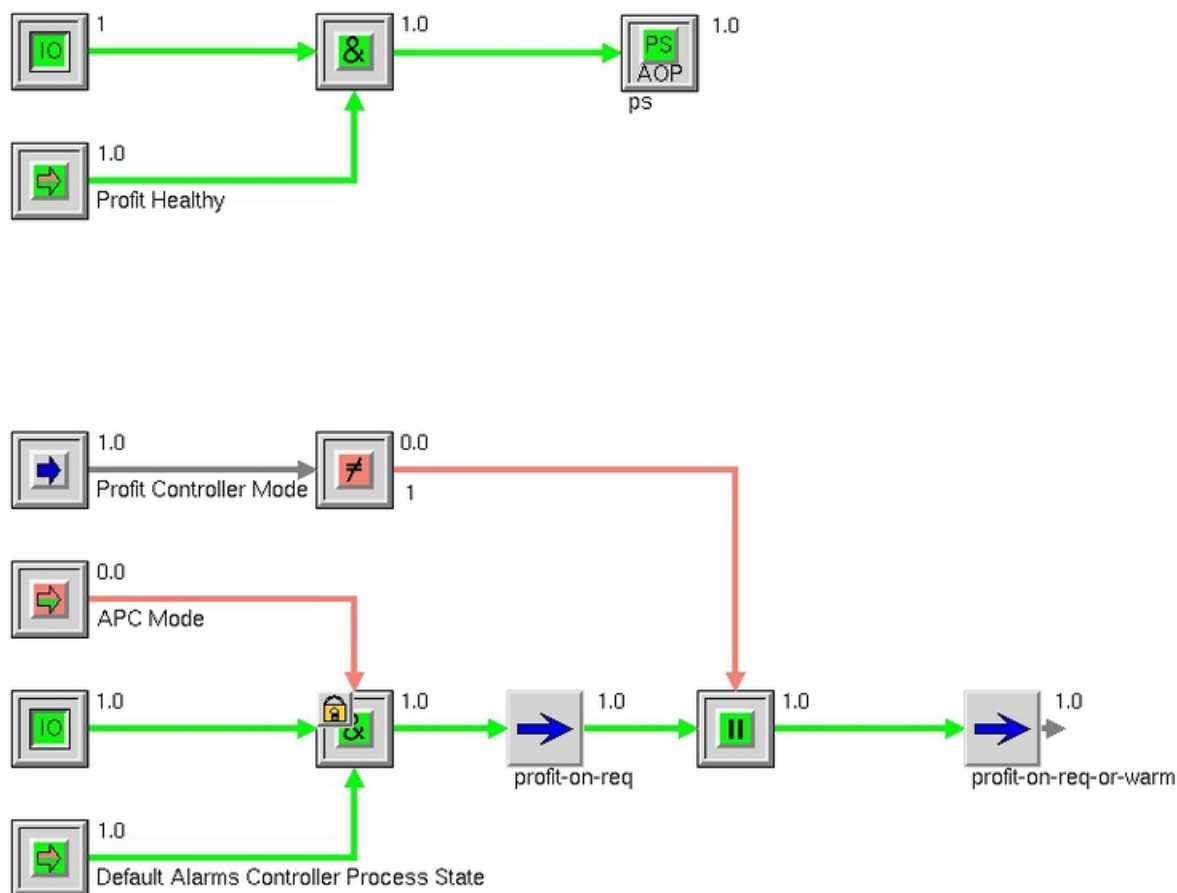 1 1.0 1.0
IO & PS
AOP
ps
1.0
Profit Healthy
1.0 0.0
≠
Profit Controller Mode 1
0.0
APC Mode
1.0 1.0 1.0 1.0 1.0
IO & II
profit-on-req profit-on-req-or-warm
1.0
Default Alarms Controller Process State